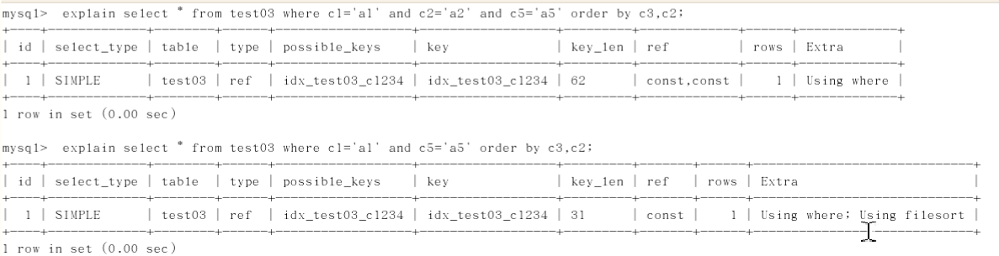 mysql>  explain select * from test03 where c1='a1' and c2='a2' and c5='a5' order by c3,c2;
+----+-------------+--------+------+----------------+----------------+---------+-------------+------+-------------+
| id | select_type | table  | type | possible_keys  | key            | key_len | ref         | rows | Extra       |
+----+-------------+--------+------+----------------+----------------+---------+-------------+------+-------------+
|  1 | SIMPLE      | test03 | ref  | idx_test03_c1234 | idx_test03_c1234 | 62      | const,const |    1 | Using where |
+----+-------------+--------+------+----------------+----------------+---------+-------------+------+-------------+
1 row in set (0.00 sec)
mysql>  explain select * from test03 where c1='a1' and c5='a5' order by c3,c2;
+----+-------------+--------+------+----------------+----------------+---------+-------+------+-----------------------------+
| id | select_type | table  | type | possible_keys  | key            | key_len | ref   | rows | Extra                       |
+----+-------------+--------+------+----------------+----------------+---------+-------+------+-----------------------------+
|  1 | SIMPLE      | test03 | ref  | idx_test03_c1234 | idx_test03_c1234 | 31      | const |    1 | Using where; Using filesort |
+----+-------------+--------+------+----------------+----------------+---------+-------+------+-----------------------------+
1 row in set (0.00 sec)